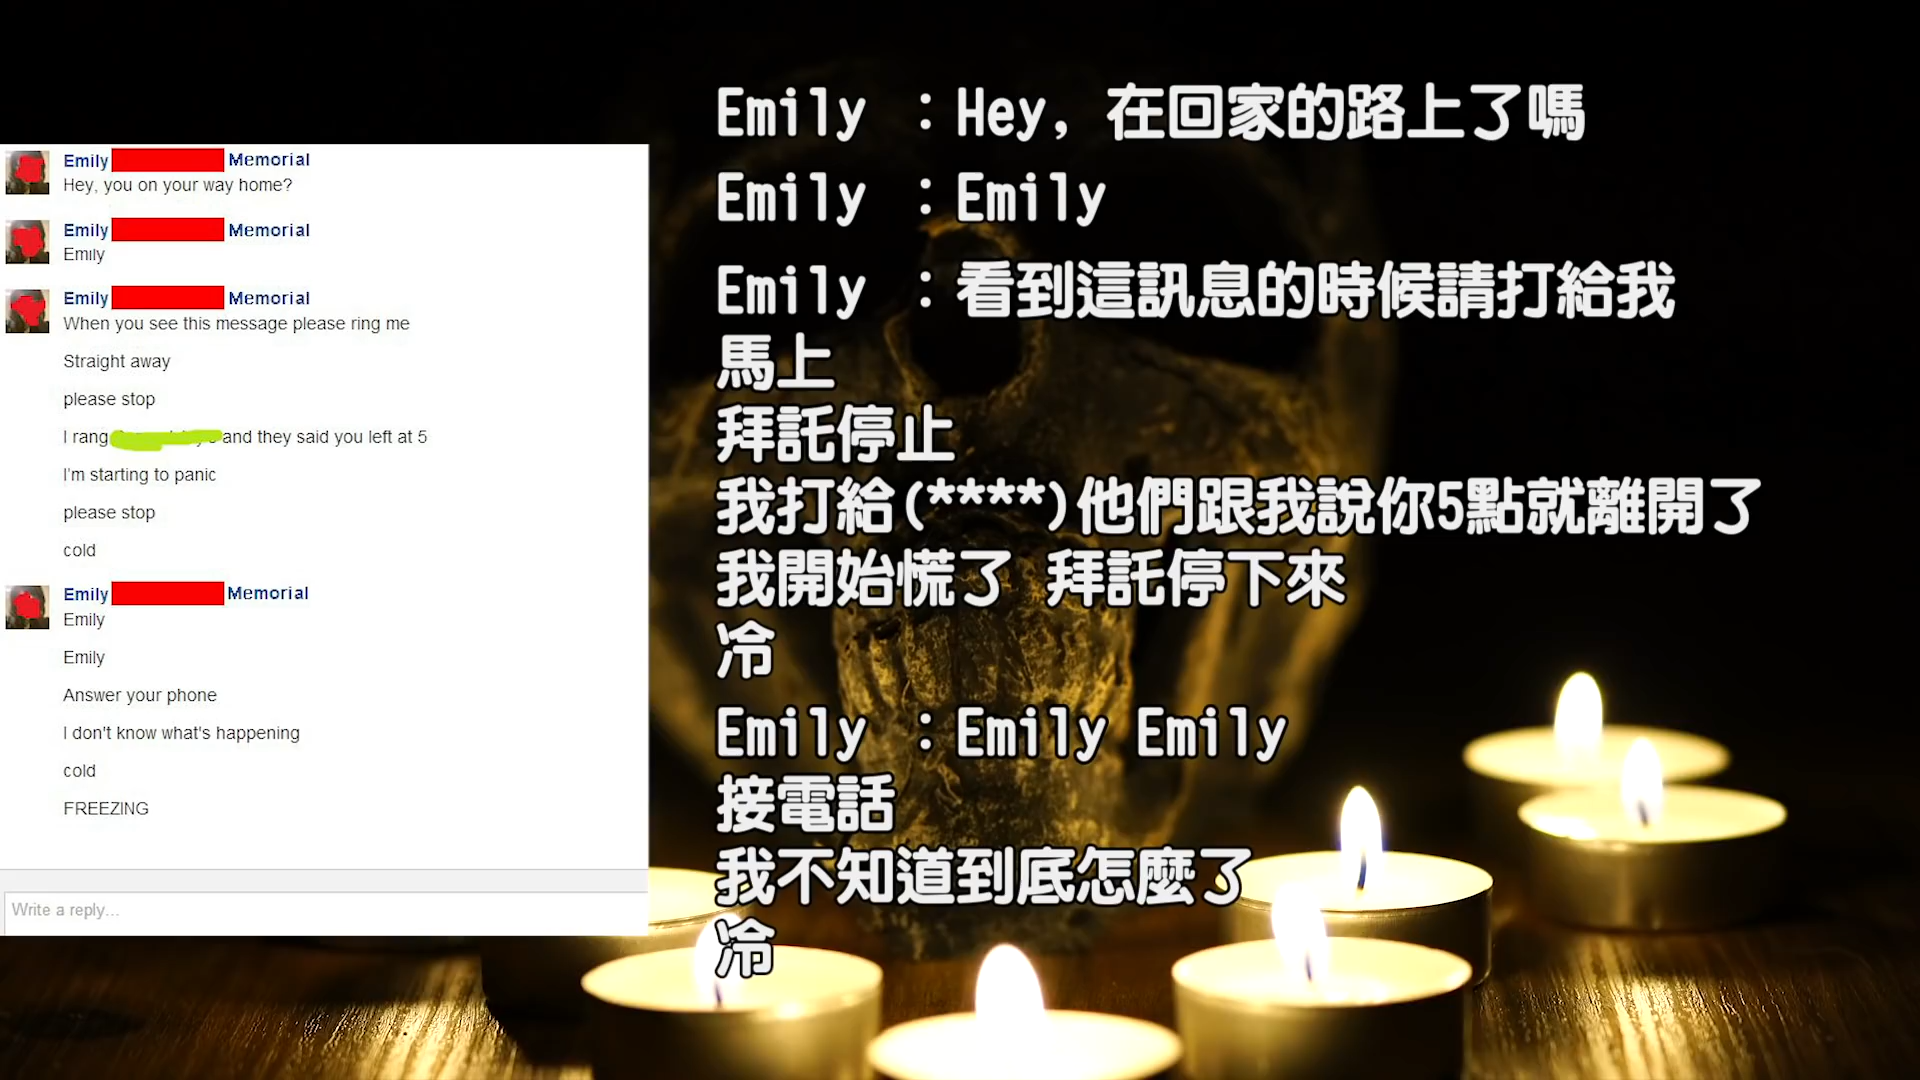 Emily Memorial
Hey, you on your way home?
Emily Memorial
Emily
Emily Memorial
When you see this message please ring me
Straight away
please stop
I rang and they said you left at 5
I'm starting to panic
please stop
cold
Emily Memorial
Emily
Emily
Answer your phone
I don't know what's happening
cold
FREEZING
Write a reply...
Emily ：Hey，在回家的路上了嗎
Emily ：Emily
Emily ：看到這訊息的時候請打給我
馬上
拜託停止
我打給(****)他們跟我說你5點就離開了
我開始慌了 拜託停下來
冷
Emily ：Emily Emily
接電話
我不知道到底怎麼了
冷